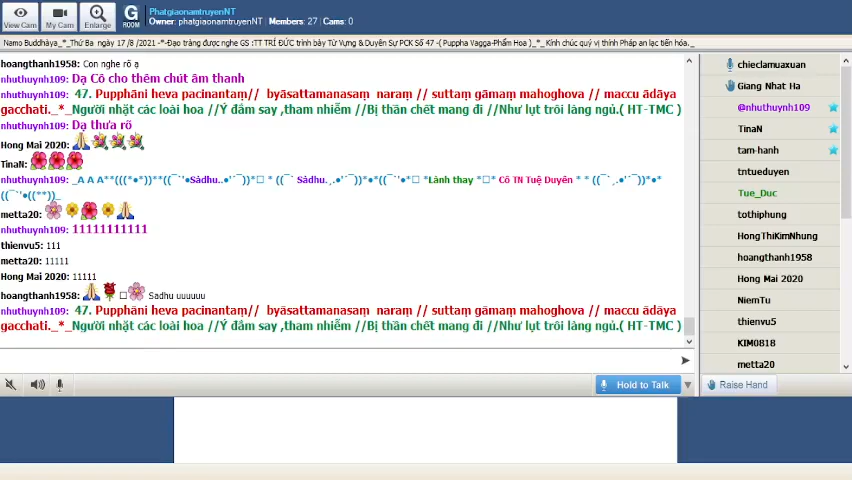 View Cam
My Cam
Enlarge
G
ROOM
PhatgiaonamtruyenNT
Owner: phatgiaonamtruyenNT | Members: 27 | Cams: 0
Namo Buddhàya_*_Thứ Ba ngày 17 /8 /2021 -*-Đạo tràng được nghe GS :TT TRÍ ĐỨC trình bày Từ Vựng & Duyên Sự PCK Số 47 -( Puppha Vagga-Phẩm Hoa )_*_ Kính chúc quý vị thính Pháp an lạc tiến hóa._
hoangthanh1958: Con nghe rõ ạ
nhuthuynh109: Dạ Cô cho thêm chút âm thanh
nhuthuynh109: 47. Pupphāni heva pacinantaṃ// byāsattamanasaṃ naraṃ // suttaṃ gāmaṃ mahoghova // maccu ādāya
gacchati._*_Người nhặt các loài hoa //Ý đắm say ,tham nhiễm //Bị thần chết mang đi //Như lụt trôi làng ngủ.( HT-TMC )
nhuthuynh109: Dạ thưa rõ
Hong Mai 2020:
TinaN:
nhuthuynh109: _A A A**(((*•●*))**((¯`'•Sādhu..●'´¯))*□ * ((¯` Sādhu.¸.●'´¯))*•*((¯`'•*□ *Lành thay *□* Cô TN Tuệ Duyên * * ((¯`¸.●'´¯))*•*
((¯`'•((**))_
metta20:
nhuthuynh109: 11111111111
thienvu5: 111
metta20: 11111
Hong Mai 2020: 11111
hoangthanh1958: □ Sadhu uuuuuu
nhuthuynh109: 47. Pupphāni heva pacinantaṃ// byāsattamanasaṃ naraṃ // suttaṃ gāmaṃ mahoghova // maccu ādāya
gacchati._*_Người nhặt các loài hoa //Ý đắm say ,tham nhiễm //Bị thần chết mang đi //Như lụt trôi làng ngủ.( HT-TMC )
Hold to Talk
chieclamuaxuan
Giang Nhat Ha
@nhuthuynh109
TinaN
tam-hanh
tntueduyen
Tue_Duc
tothiphung
HongThiKimNhung
hoangthanh1958
Hong Mai 2020
NiemTu
thienvu5
KIM0818
metta20
Raise Hand